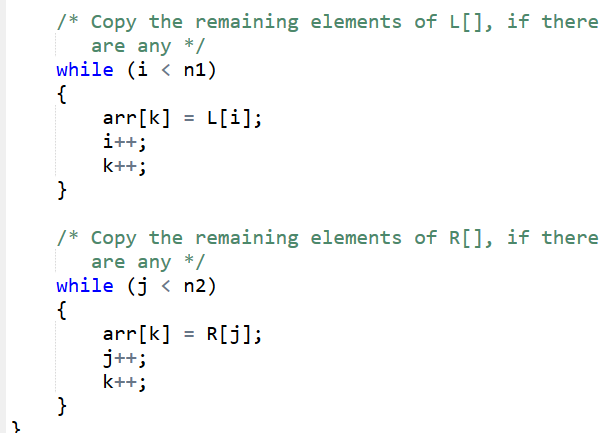 /* Copy the remaining elements of L[], if there
are any */
while (i < n1)
{
arr[k] = L[i];
i++;
k++;
}
/* Copy the remaining elements of R[], if there
are any */
while (j < n2)
{
arr[k] = R[j];
j++;
k++;
}
}